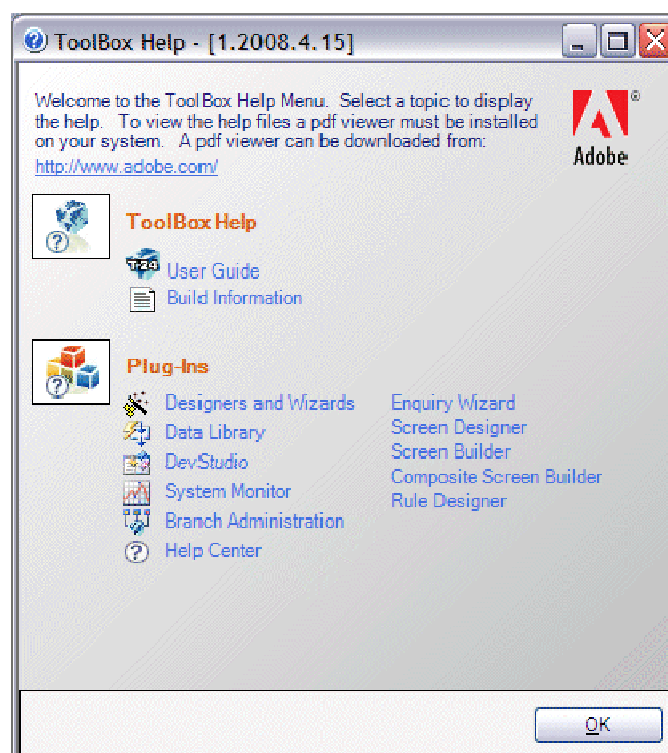 ToolBox Help - [1.2008.4.15]
Welcome to the ToolBox Help Menu. Select a topic to display
the help. To view the help files a pdf viewer must be installed
on your system. A pdf viewer can be downloaded from:
http://www.adobe.com/
®
Adobe
ToolBox Help
T-24
User Guide
Build Information
Plug-Ins
Designers and Wizards
Data Library
DevStudio
System Monitor
Branch Administration
Help Center
Enquiry Wizard
Screen Designer
Screen Builder
Composite Screen Builder
Rule Designer
OK